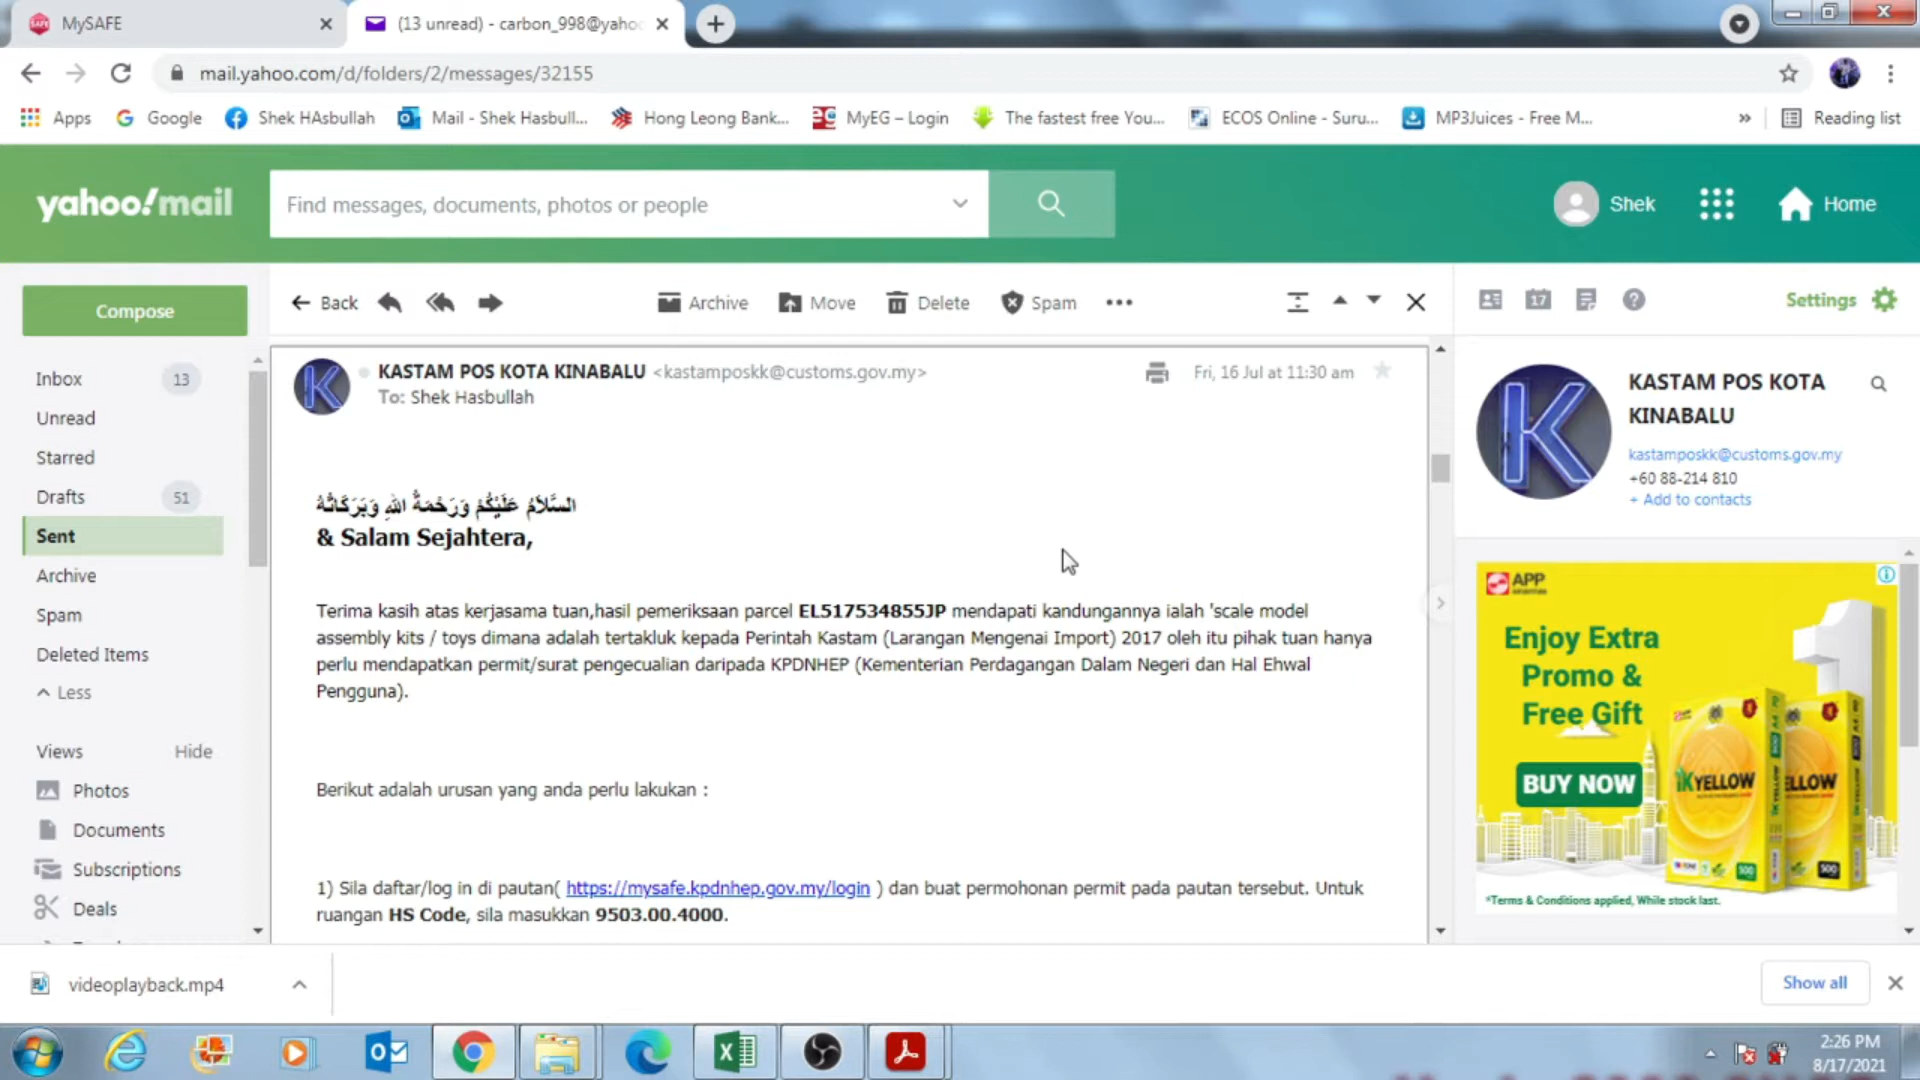 MySAFE
(13 unread) - carbon_998@yahoo
mail.yahoo.com/d/folders/2/messages/32155
Apps
Google
Shek HAsbullah
Mail - Shek Hasbull...
Hong Leong Bank...
MyEG – Login
The fastest free You...
ECOS Online - Suru...
MP3Juices - Free M...
»
Reading list
yahoo!mail
Find messages, documents, photos or people
Shek
Home
Compose
Back
Archive
Move
Delete
Spam
17
Settings
Inbox
13
Unread
Starred
Drafts
51
Sent
Archive
Spam
Deleted Items
Less
Views
Hide
Photos
Documents
Subscriptions
Deals
K
KASTAM POS KOTA KINABALU <kastamposkk@customs.gov.my>
Fri, 16 Jul at 11:30 am
To: Shek Hasbullah
السَّلاَمُ عَلَيْكُمْ وَرَحْمَةُ اللهِ وَبَرَكَاتُهُ
& Salam Sejahtera,
Terima kasih atas kerjasama tuan,hasil pemeriksaan parcel EL517534855JP mendapati kandungannya ialah 'scale model
assembly kits / toys dimana adalah tertakluk kepada Perintah Kastam (Larangan Mengenai Import) 2017 oleh itu pihak tuan hanya
perlu mendapatkan permit/surat pengecualian daripada KPDNHEP (Kementerian Perdagangan Dalam Negeri dan Hal Ehwal
Pengguna).
Berikut adalah urusan yang anda perlu lakukan :
1) Sila daftar/log in di pautan( https://mysafe.kpdnhep.gov.my/login ) dan buat permohonan permit pada pautan tersebut. Untuk
ruangan HS Code, sila masukkan 9503.00.4000.
K
KASTAM POS KOTA
KINABALU
kastamposkk@customs.gov.my
+60 88-214 810
+ Add to contacts
APP
Enjoy Extra
Promo &
Free Gift
BUY NOW
IKYELLOW
500
*Terms & Conditions applied, While stock last.
videoplayback.mp4
Show all
2:26 PM
8/17/2021